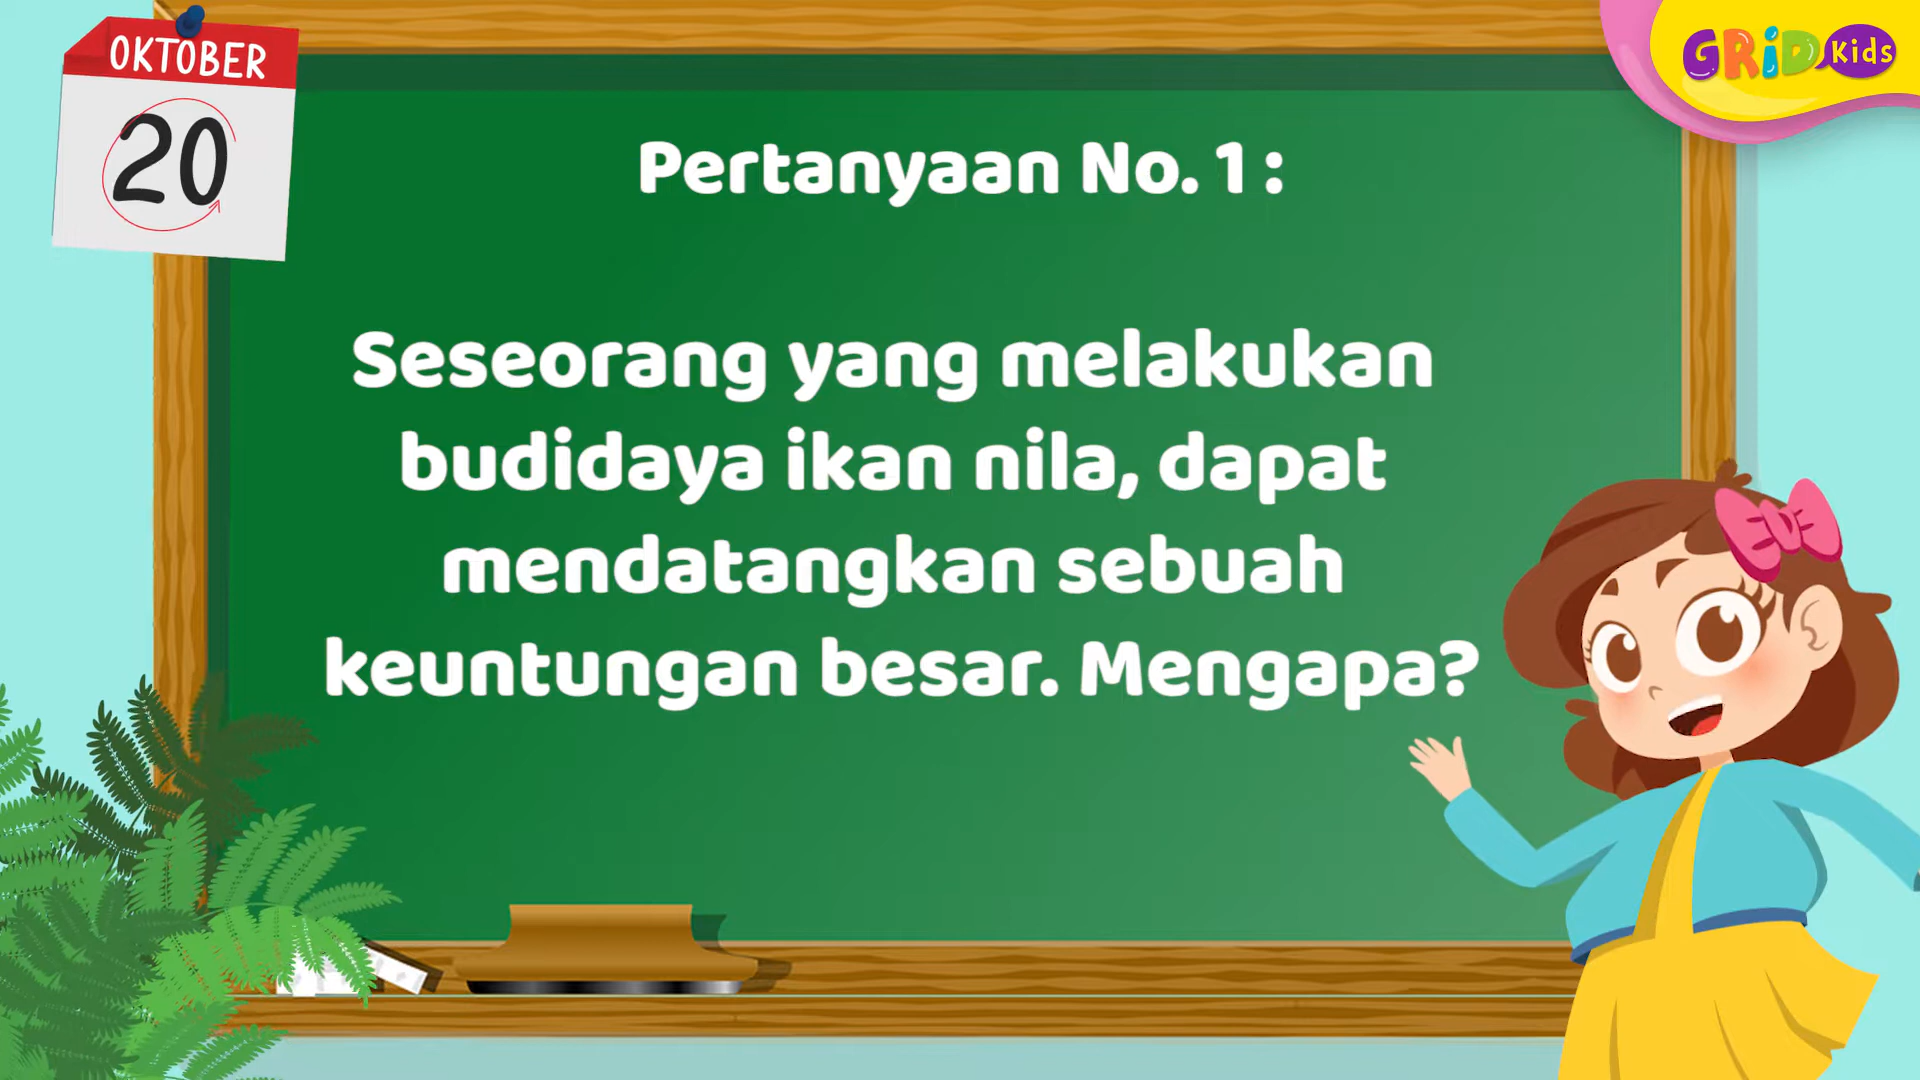 OKTOBER
20
GRiD Kids
Pertanyaan No. 1 :
Seseorang yang melakukan
budidaya ikan nila, dapat
mendatangkan sebuah
keuntungan besar. Mengapa?